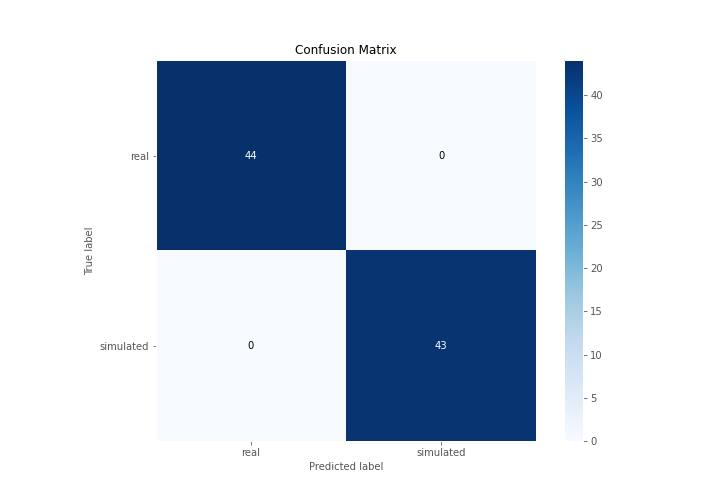 Confusion Matrix
True label
real
44
0
simulated
0
43
real
simulated
Predicted label
40
35
30
25
20
15
10
5
0